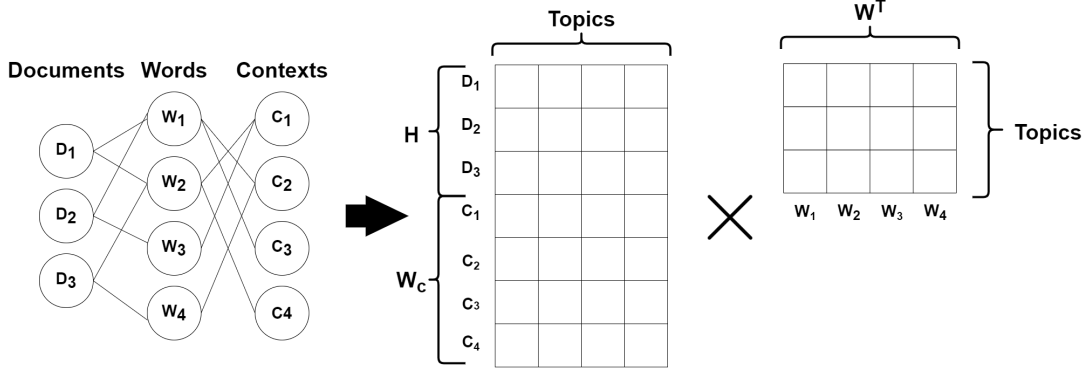 Documents Words Contexts
D1
D2
D3
W1
W2
W3
W4
C1
C2
C3
C4
Topics
H
D1
D2
D3
Wc
C1
C2
C3
C4
W^T
Topics
W1 W2 W3 W4